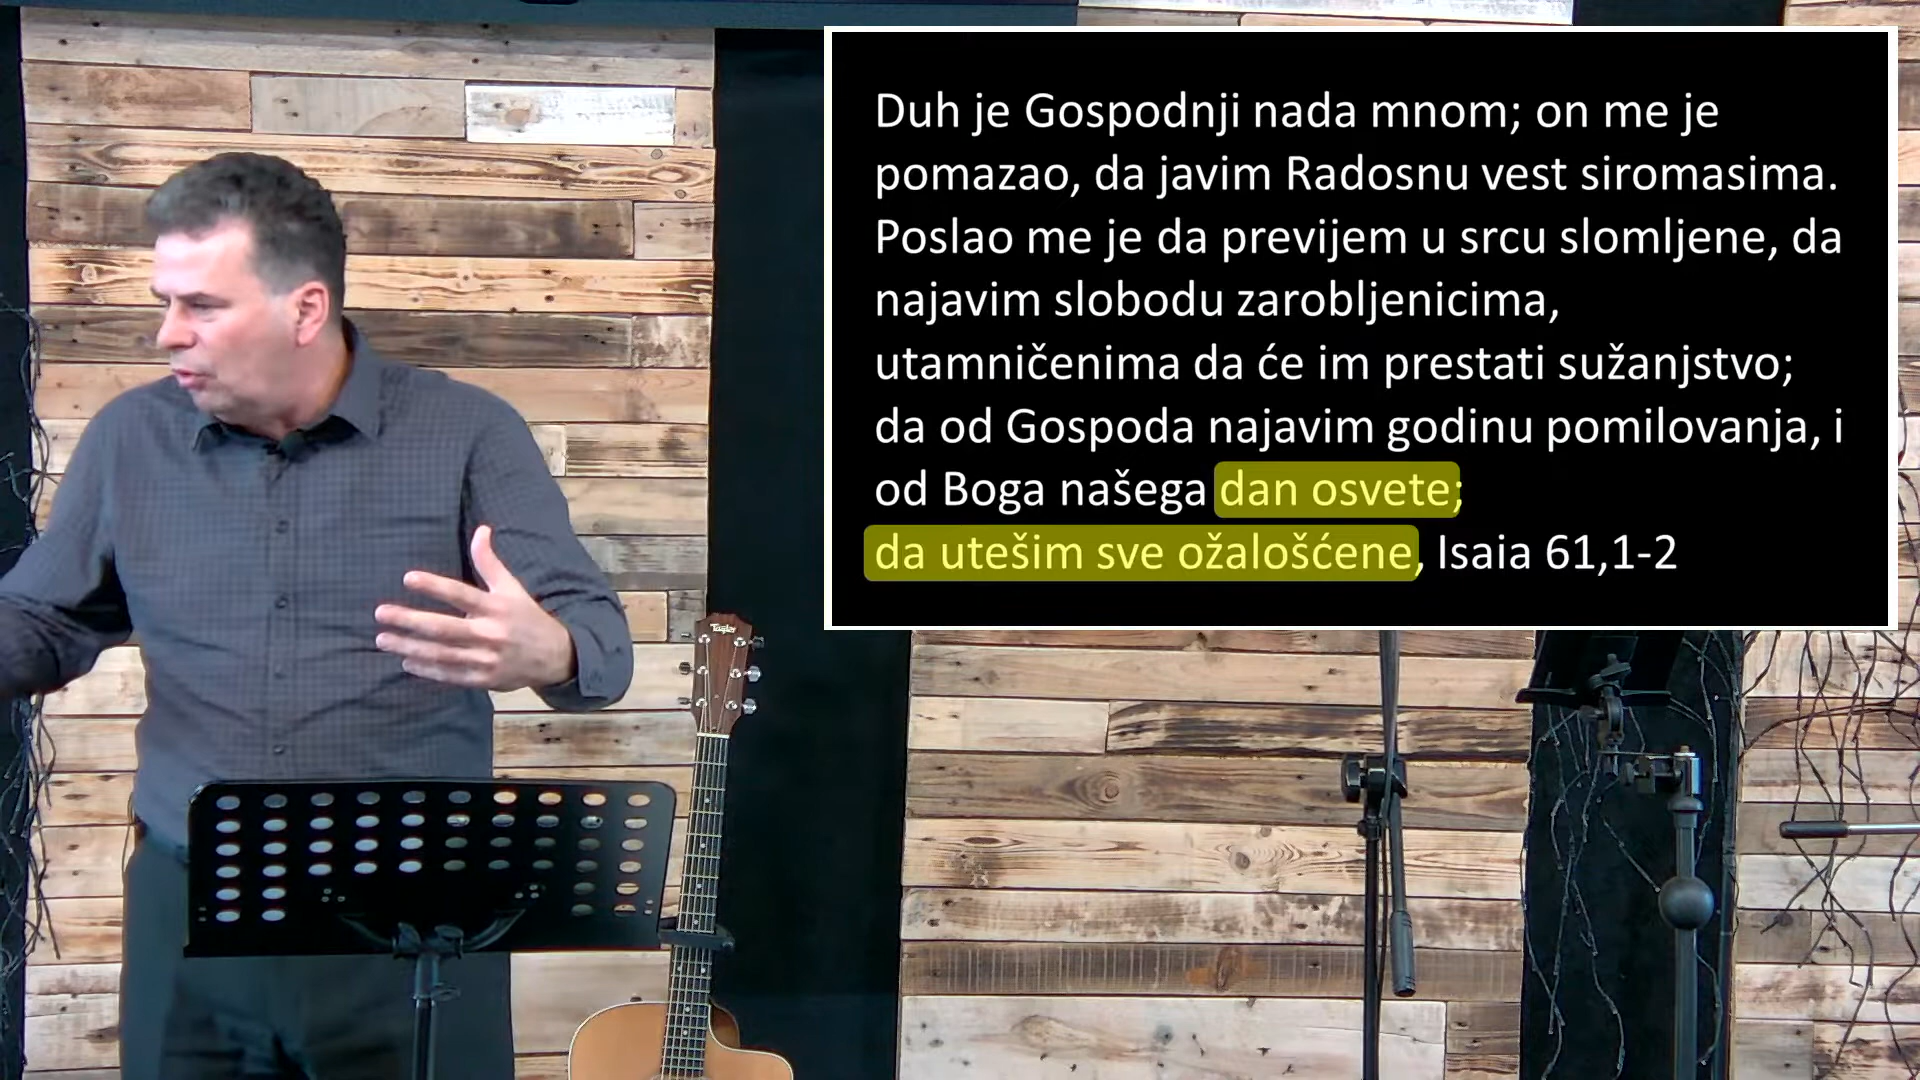 Duh je Gospodnji nada mnom; on me je
pomazao, da javim Radosnu vest siromasima.
Poslao me je da previjem u srcu slomljene, da
najavim slobodu zarobljenicima,
utamničenima da će im prestati sužanjstvo;
da od Gospoda najavim godinu pomilovanja, i
od Boga našega dan osvete;
da utešim sve ožalošćene, Isaia 61,1-2
Taylor